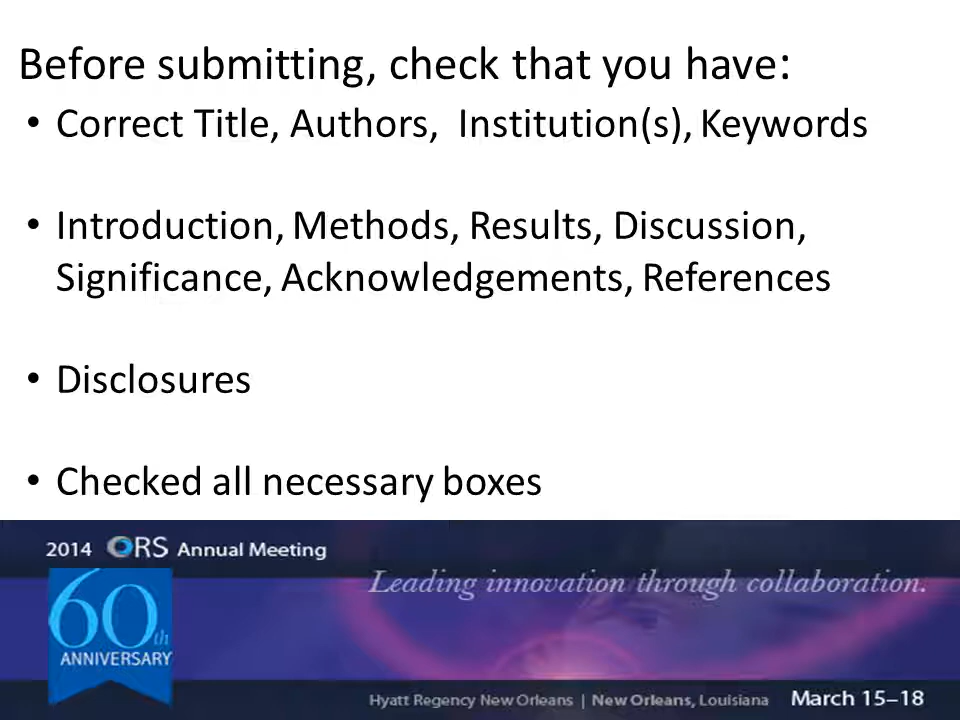 Before submitting, check that you have:
• Correct Title, Authors, Institution(s), Keywords
• Introduction, Methods, Results, Discussion,
Significance, Acknowledgements, References
• Disclosures
• Checked all necessary boxes
2014 ORS Annual Meeting
Leading innovation through collaboration.
60th
ANNIVERSARY
Hyatt Regency New Orleans | New Orleans, Louisiana March 15–18